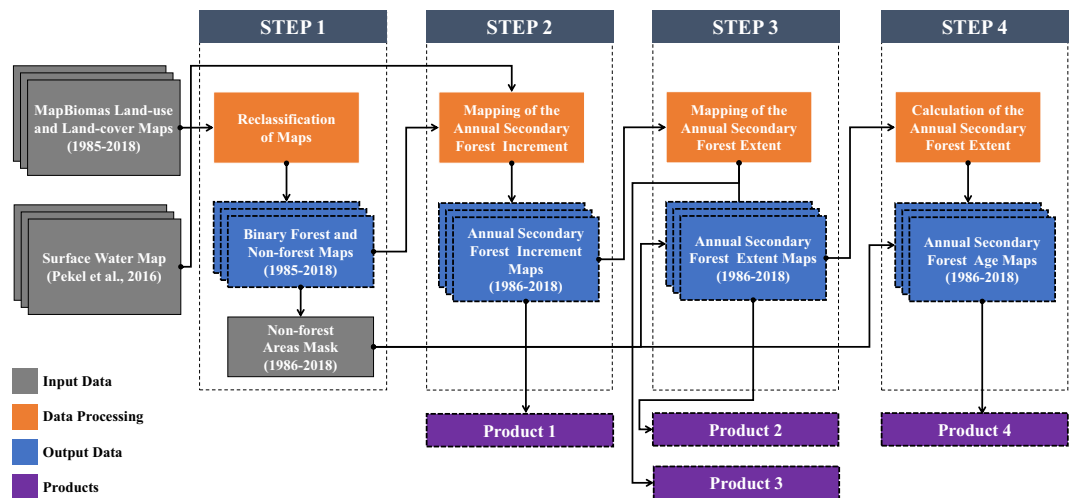 STEP 1
STEP 2
STEP 3
STEP 4
MapBiomas Land-use
and Land-cover Maps
(1985-2018)
Surface Water Map
(Pekel et al., 2016)
Reclassification
of Maps
Binary Forest and
Non-forest Maps
(1985-2018)
Non-forest
Areas Mask
(1986-2018)
Mapping of the
Annual Secondary
Forest Increment
Annual Secondary
Forest Increment
Maps
(1986-2018)
Mapping of the
Annual Secondary
Forest Extent
Annual Secondary
Forest Extent Maps
(1986-2018)
Calculation of the
Annual Secondary
Forest Extent
Annual Secondary
Forest Age Maps
(1986-2018)
Product 1
Product 2
Product 3
Product 4
Input Data
Data Processing
Output Data
Products